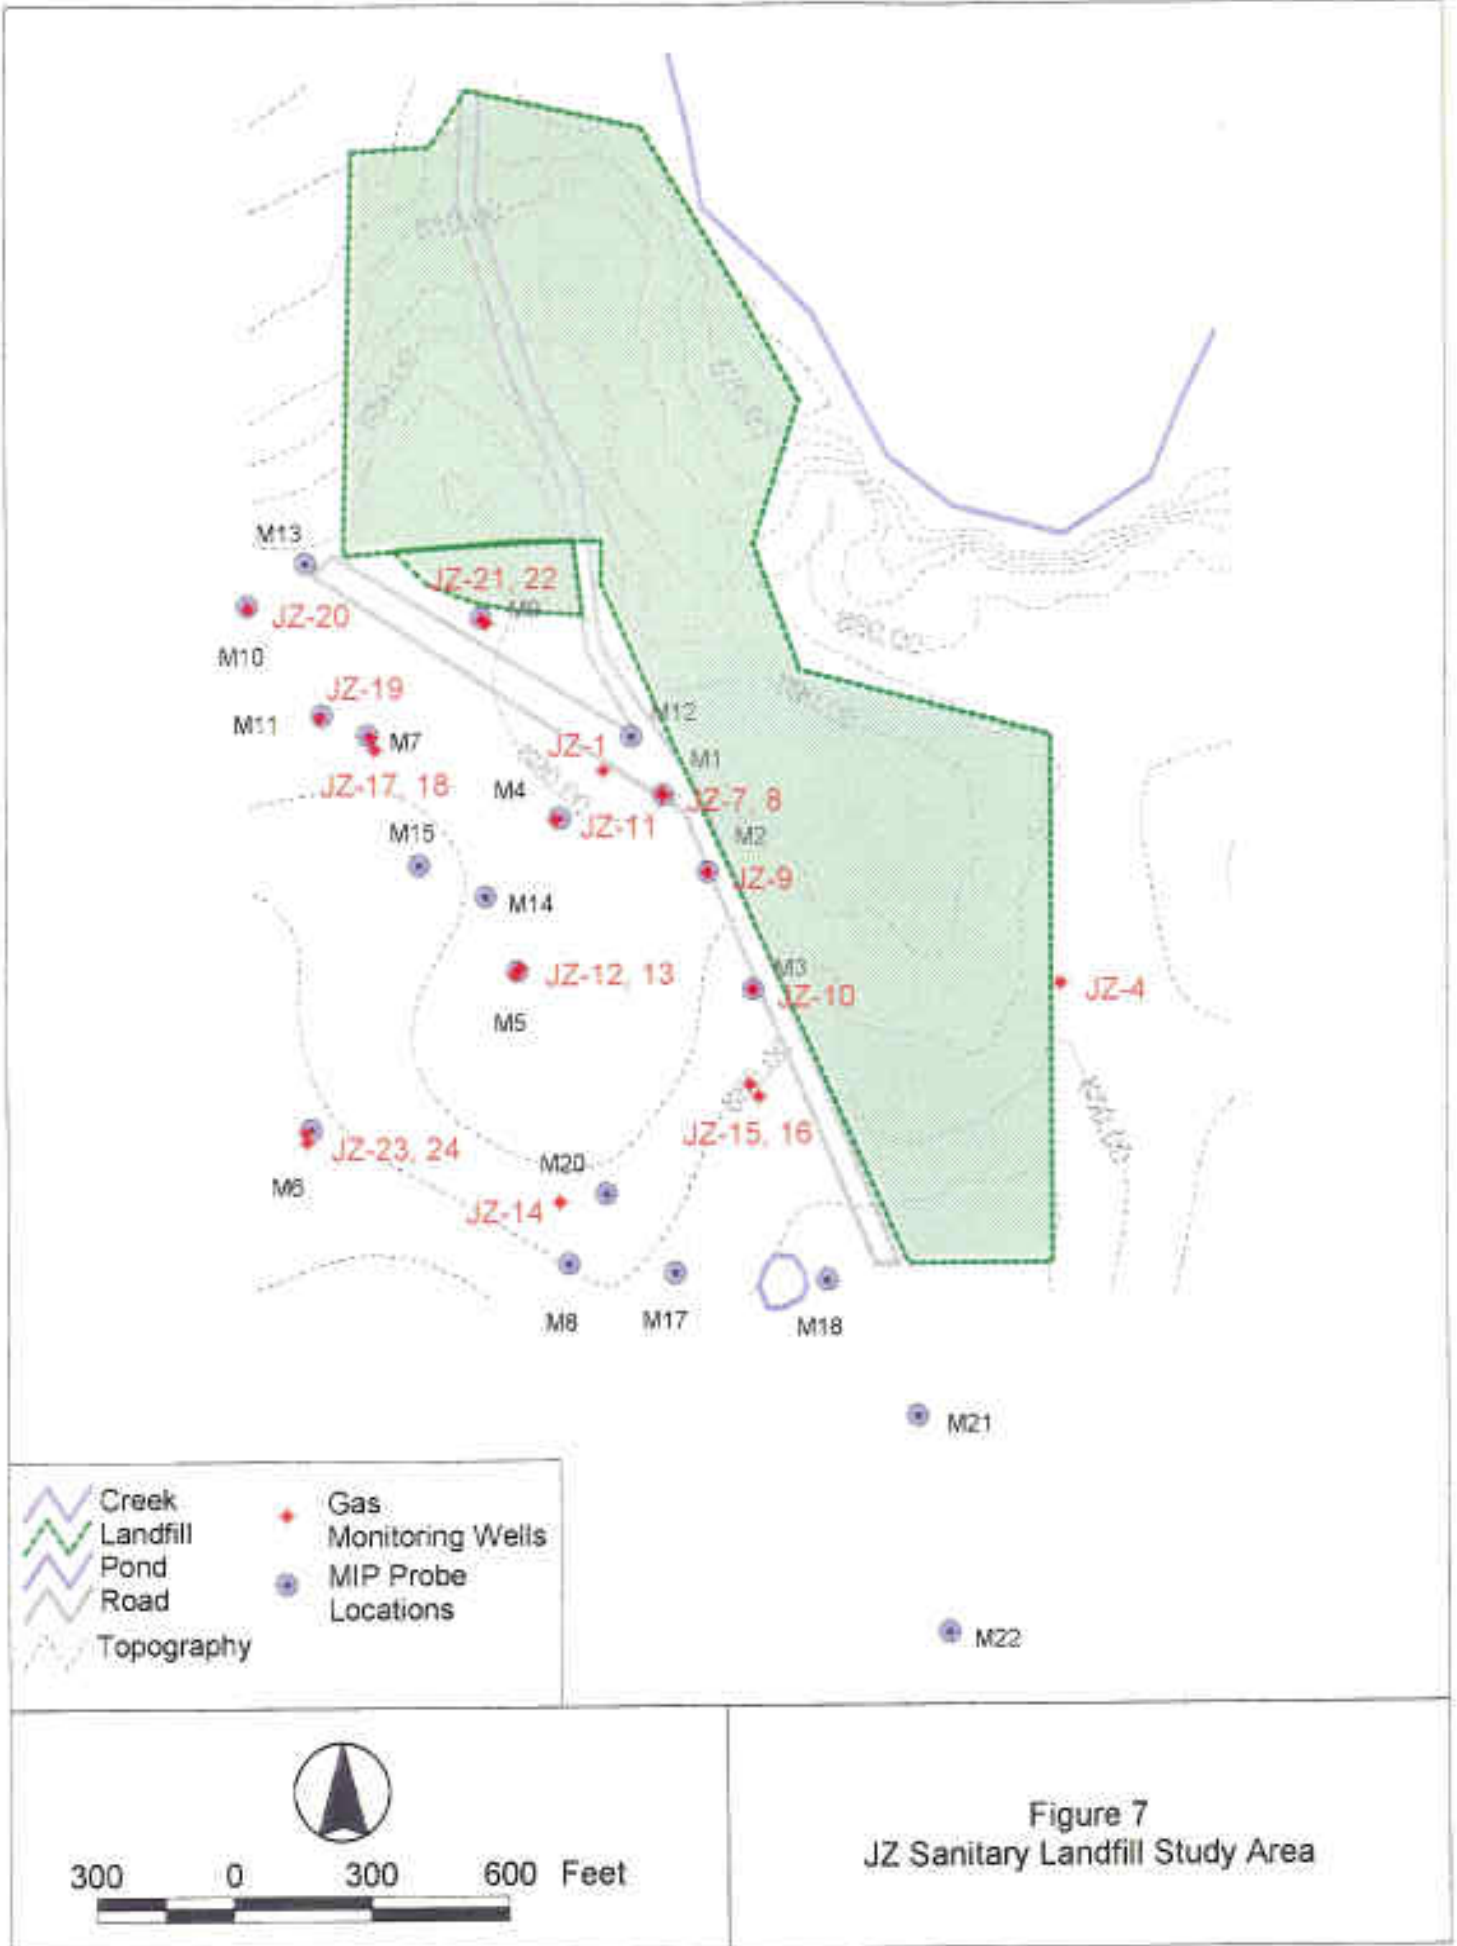 M13
JZ-21, 22
M9
JZ-20
M10
JZ-19
M11
M12
M7
JZ-1
M1
JZ-17, 18
M4
JZ-7, 8
JZ-11
M15
M2
JZ-9
M14
M3
JZ-12, 13
JZ-10
JZ-4
M5
JZ-15, 16
JZ-23, 24
M20
M6
JZ-14
M8
M17
M18
M21
Creek
Landfill
Pond
Road
Topography
Gas
Monitoring Wells
MIP Probe
Locations
M22
300 0 300 600 Feet
Figure 7
JZ Sanitary Landfill Study Area